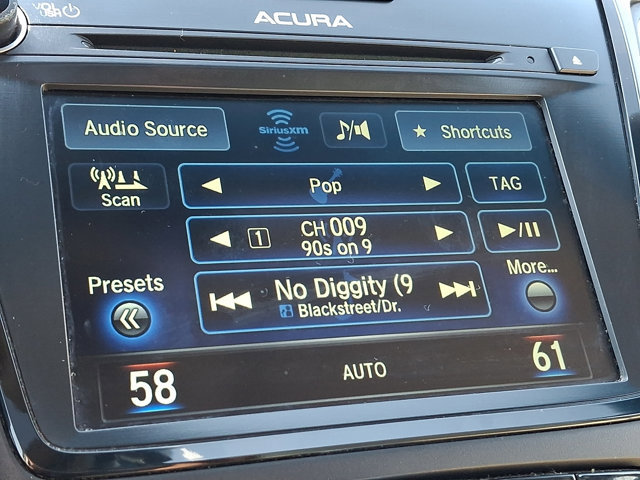 VOL
ACURA
Audio Source
SiriusXM
★ Shortcuts
Scan
Pop
TAG
1
CH 009
90s on 9
Presets
No Diggity (9
Blackstreet/Dr.
More...
58
AUTO
61